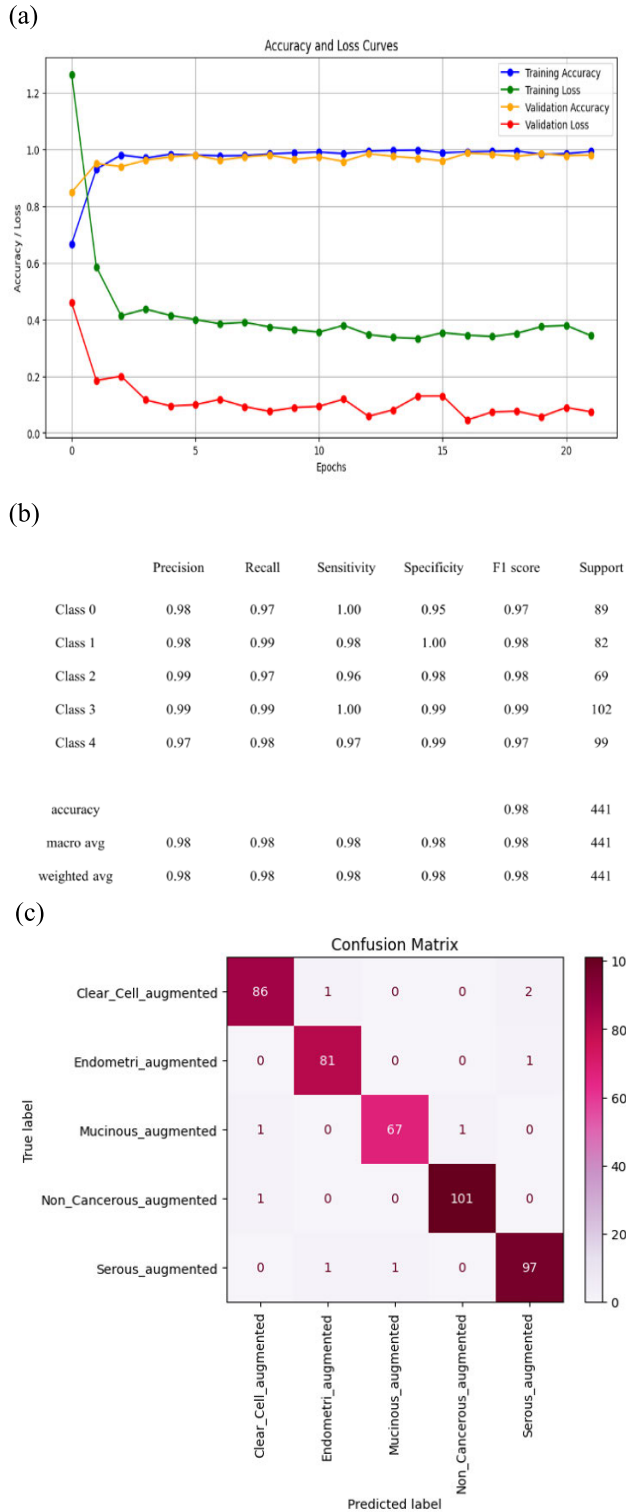 (a)
Accuracy and Loss Curves
Training Accuracy
Training Loss
Validation Accuracy
Validation Loss
1.2
1.0
0.8
0.6
0.4
0.2
0.0
Accuracy / Loss
0 5 10 15 20
Epochs
(b)
Precision Recall Sensitivity Specificity F1 score Support
Class 0 0.98 0.97 1.00 0.95 0.97 89
Class 1 0.98 0.99 0.98 1.00 0.98 82
Class 2 0.99 0.97 0.96 0.98 0.98 69
Class 3 0.99 0.99 1.00 0.99 0.99 102
Class 4 0.97 0.98 0.97 0.99 0.97 99
accuracy 0.98 441
macro avg 0.98 0.98 0.98 0.98 0.98 441
weighted avg 0.98 0.98 0.98 0.98 0.98 441
(c)
Confusion Matrix
True label
Clear_Cell_augmented 86 1 0 0 2
Endometri_augmented 0 81 0 0 1
Mucinous_augmented 1 0 67 1 0
Non_Cancerous_augmented 1 0 0 101 0
Serous_augmented 0 1 1 0 97
10
80
60
40
20
0
Clear_Cell_augmented
Endometri_augmented
Mucinous_augmented
Non_Cancerous_augmented
Serous_augmented
Predicted label